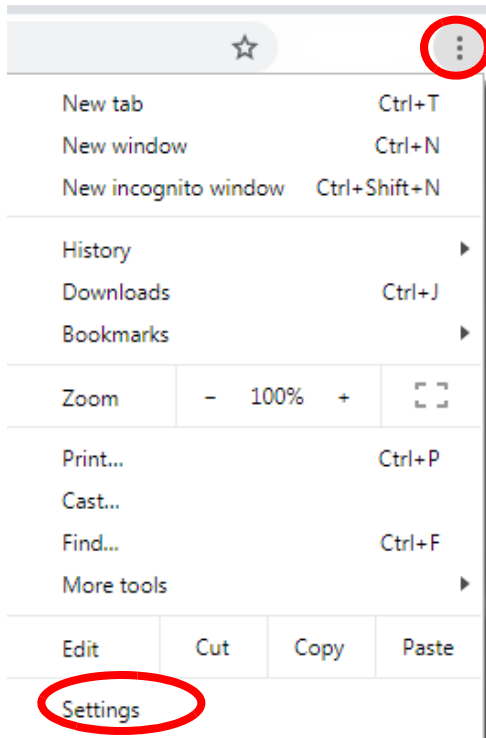 New tab Ctrl+T
New window Ctrl+N
New incognito window Ctrl+Shift+N
History
Downloads Ctrl+J
Bookmarks
Zoom - 100% +
Print... Ctrl+P
Cast...
Find... Ctrl+F
More tools
Edit Cut Copy Paste
Settings